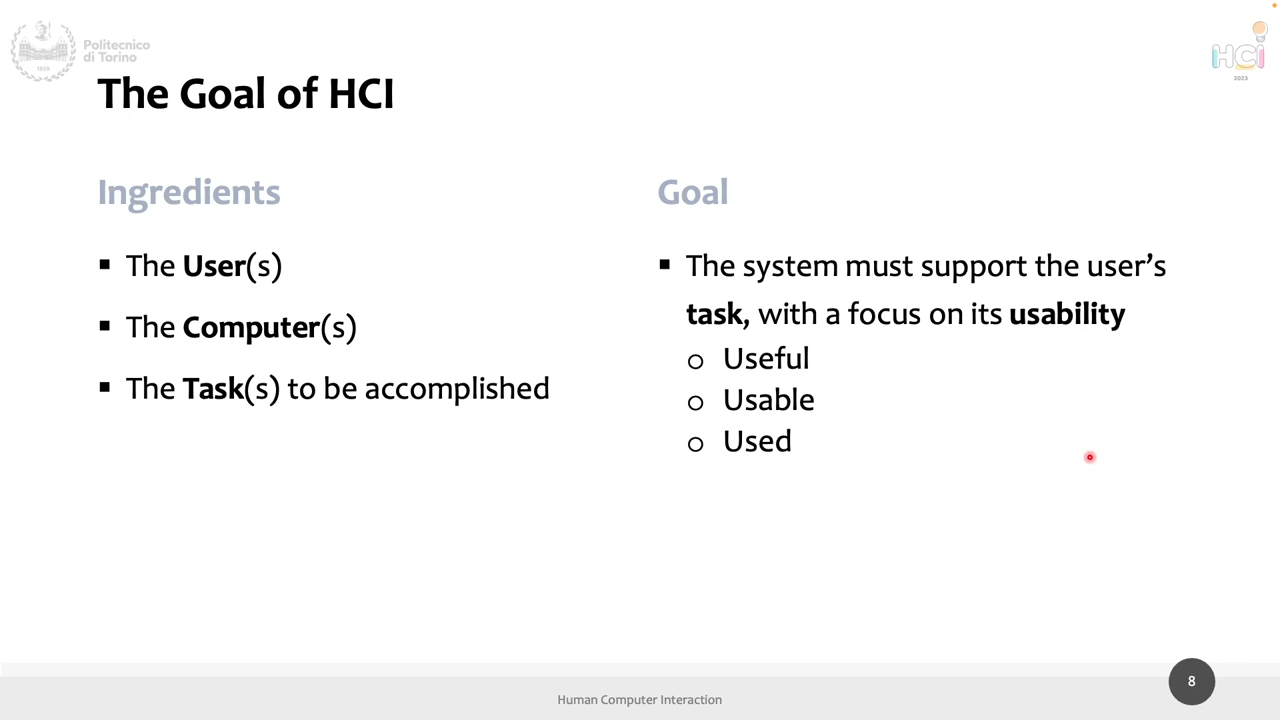 Politecnico
di Torino
1859
HCI
2023
The Goal of HCI
Ingredients
▪ The User(s)
▪ The Computer(s)
▪ The Task(s) to be accomplished
Goal
▪ The system must support the user’s
task, with a focus on its usability
o Useful
o Usable
o Used
Human Computer Interaction
8